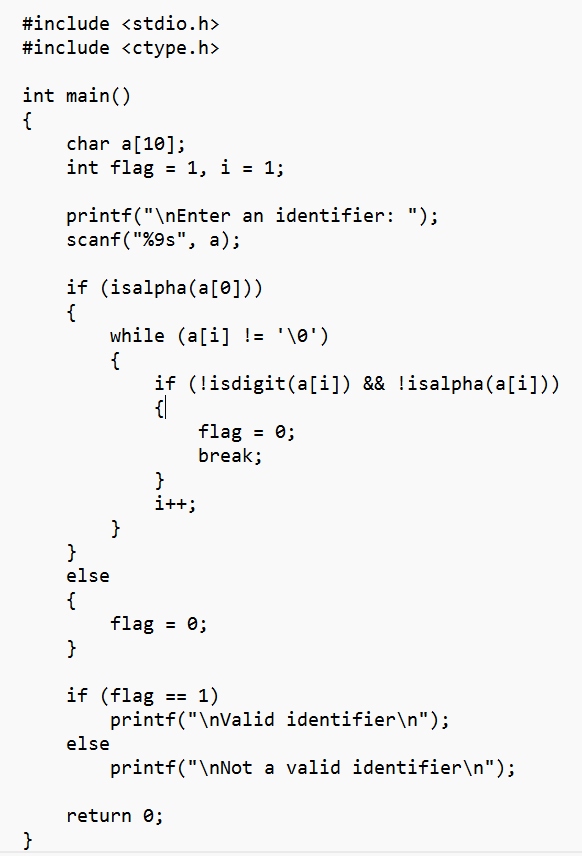 #include <stdio.h>
#include <ctype.h>

int main()
{
    char a[10];
    int flag = 1, i = 1;

    printf("\nEnter an identifier: ");
    scanf("%9s", a);

    if (isalpha(a[0]))
    {
        while (a[i] != '\0')
        {
            if (!isdigit(a[i]) && !isalpha(a[i]))
            {
                flag = 0;
                break;
            }
            i++;
        }
    }
    else
    {
        flag = 0;
    }

    if (flag == 1)
        printf("\nValid identifier\n");
    else
        printf("\nNot a valid identifier\n");

    return 0;
}